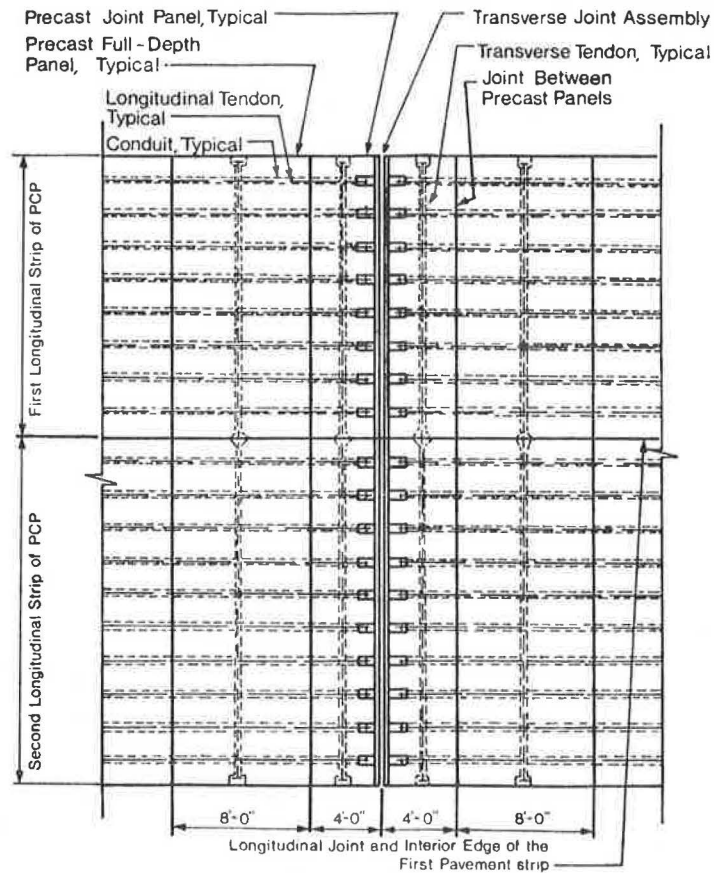 Precast Joint Panel, Typical
Precast Full-Depth
Panel, Typical
Longitudinal Tendon,
Typical
Conduit, Typical
Transverse Joint Assembly
Transverse Tendon, Typical
Joint Between
Precast Panels
First Longitudinal Strip of PCP
Second Longitudinal Strip of PCP
8'-0" 4'-0" 4'-0" 8'-0"
Longitudinal Joint and Interior Edge of the
First Pavement strip